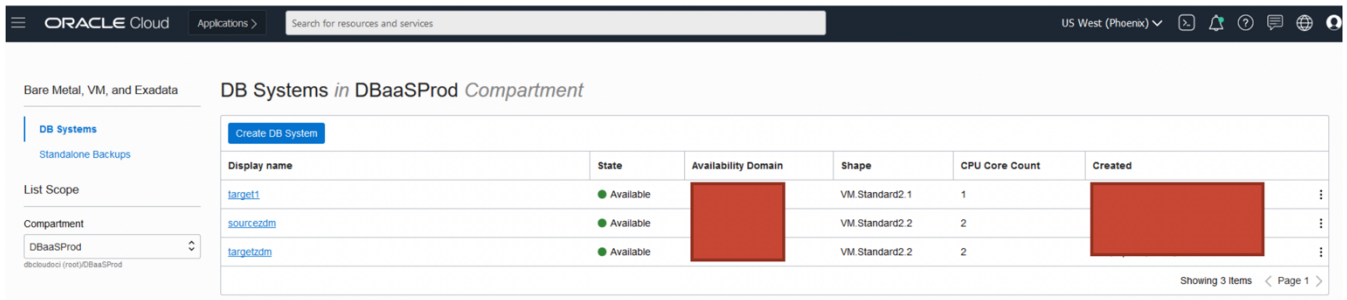 ORACLE Cloud Applications > Search for resources and services US West (Phoenix)
Bare Metal, VM, and Exadata
DB Systems
Standalone Backups
List Scope
Compartment
DBaaSProd
dbcloudoci (root)/DBaaSProd
DB Systems in DBaaSProd Compartment
Create DB System
Display name State Availability Domain Shape CPU Core Count Created
target1 Available VM.Standard2.1 1
sourcezdm Available VM.Standard2.2 2
targetzdm Available VM.Standard2.2 2
Showing 3 Items < Page 1 >